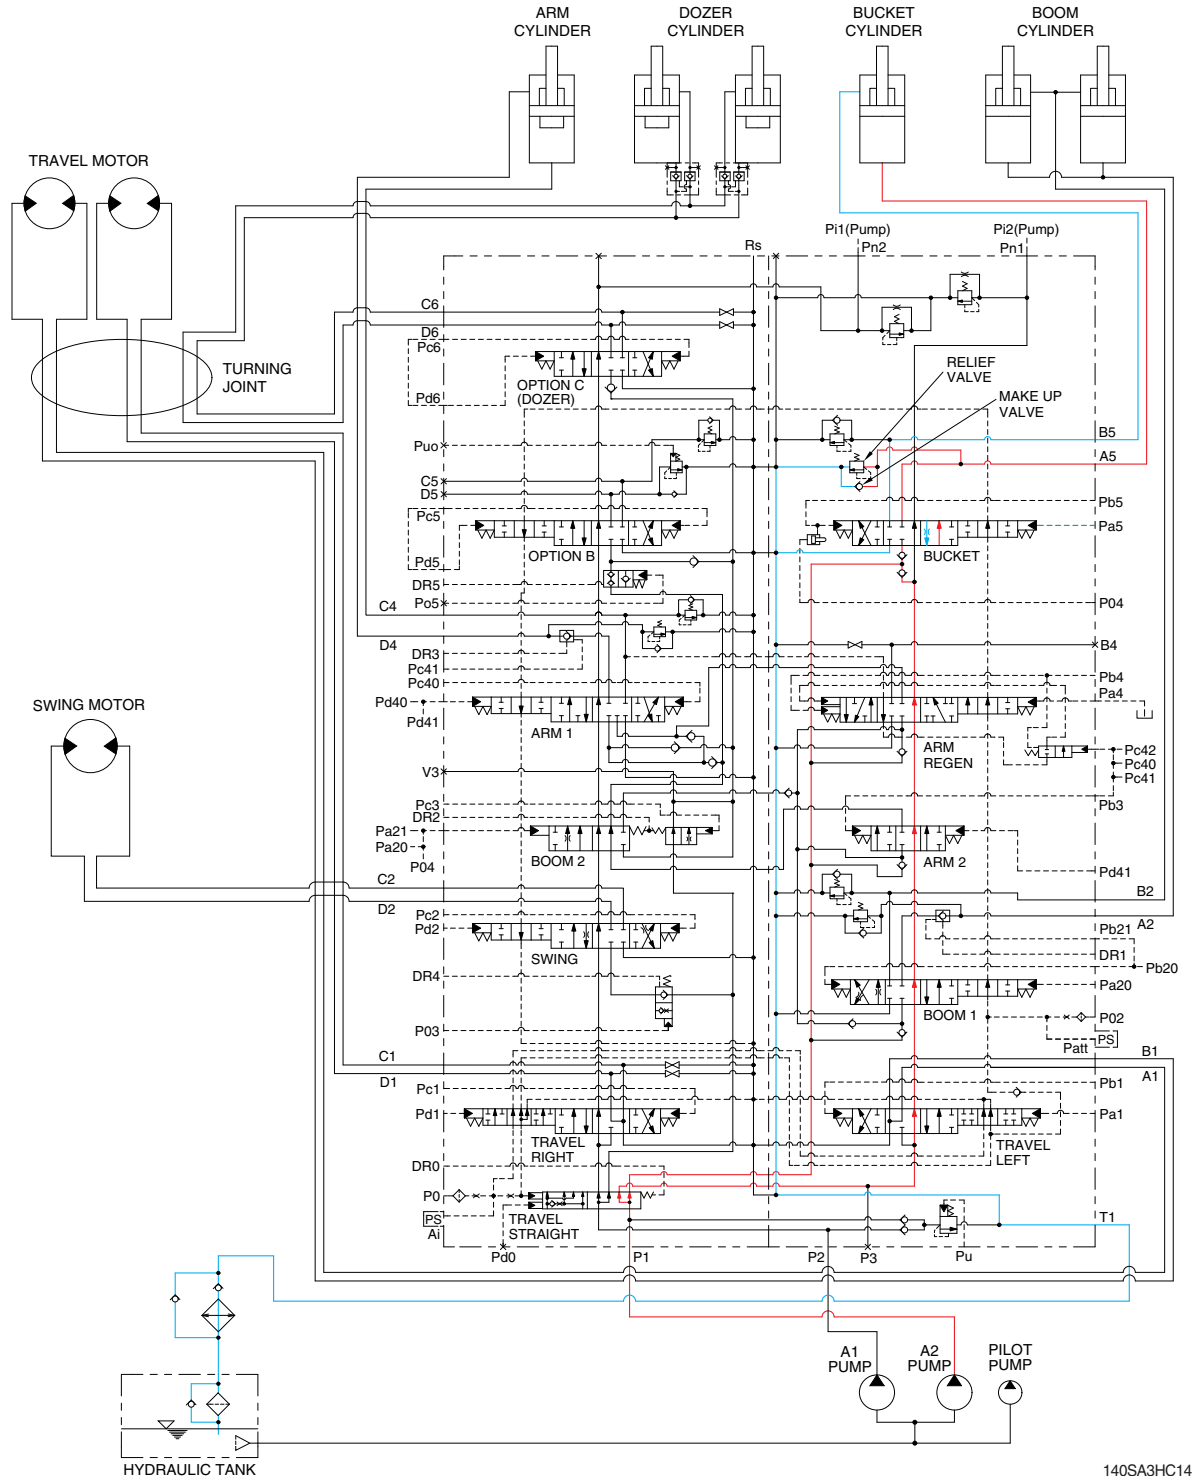 ARM
CYLINDER
DOZER
CYLINDER
BUCKET
CYLINDER
BOOM
CYLINDER
TRAVEL MOTOR
Pi1(Pump)
Pn2
Pi2(Pump)
Pn1
Rs
C6
D6
Pc6
Pd6
TURNING
JOINT
OPTION C
(DOZER)
RELIEF
VALVE
MAKE UP
VALVE
Puo
B5
A5
C5
D5
Pc5
Pd5
OPTION B
BUCKET
Pb5
Pa5
DR5
Po5
P04
C4
D4
DR3
Pc41
Pc40
Pd40
Pd41
B4
Pb4
Pa4
SWING MOTOR
ARM 1
ARM
REGEN
Pc42
Pc40
Pc41
V3
Pc3
DR2
Pa21
Pa20
P04
BOOM 2
ARM 2
Pb3
Pd41
C2
D2
Pc2
Pd2
SWING
B2
A2
Pb21
DR1
Pb20
DR4
P03
BOOM 1
Pa20
P02
PS
Patt
C1
D1
B1
A1
Pc1
Pd1
Pb1
Pa1
TRAVEL
RIGHT
TRAVEL
LEFT
DR0
P0
PS
Ai
TRAVEL
STRAIGHT
T1
Pd0
P1
P2
P3
Pu
A1
PUMP
A2
PUMP
PILOT
PUMP
HYDRAULIC TANK
140SA3HC14